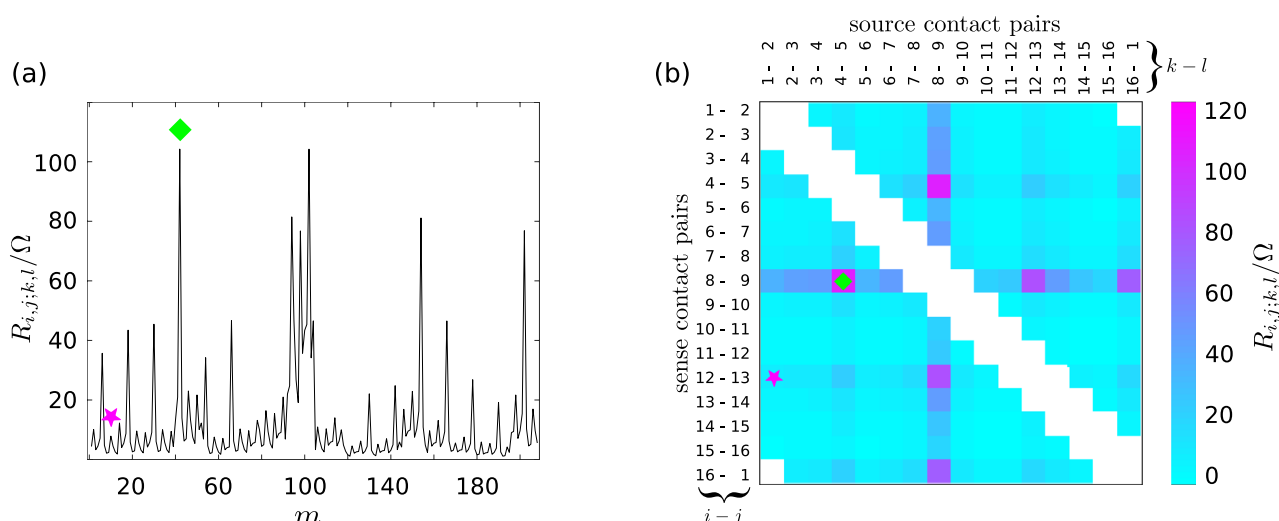 (a)
100
80
60
40
20
R_{i,j;k,l}/Ω
20
60
100
140
180
m
(b)
source contact pairs
1 - 2
2 - 3
3 - 4
4 - 5
5 - 6
6 - 7
7 - 8
8 - 9
9 - 10
10 - 11
11 - 12
12 - 13
13 - 14
14 - 15
15 - 16
16 - 1
k − l
sense contact pairs
1 - 2
2 - 3
3 - 4
4 - 5
5 - 6
6 - 7
7 - 8
8 - 9
9 - 10
10 - 11
11 - 12
12 - 13
13 - 14
14 - 15
15 - 16
16 - 1
i − j
120
100
80
60
40
20
0
R_{i,j;k,l}/Ω